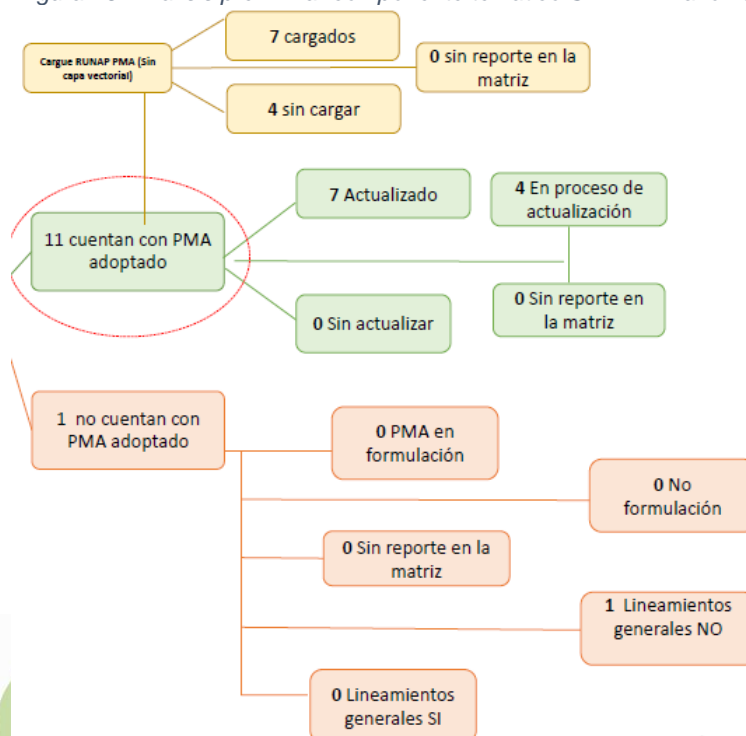 7 cargados
Cargue RUNAP PMA (Sin
capa vectorial)
0 sin reporte en la
matriz
4 sin cargar
7 Actualizado
4 En proceso de
actualización
11 cuentan con PMA
adoptado
0 Sin actualizar
0 Sin reporte en
la matriz
1 no cuentan con
PMA adoptado
0 PMA en
formulación
0 No
formulación
0 Sin reporte en la
matriz
1 Lineamientos
generales NO
0 Lineamientos
generales SI